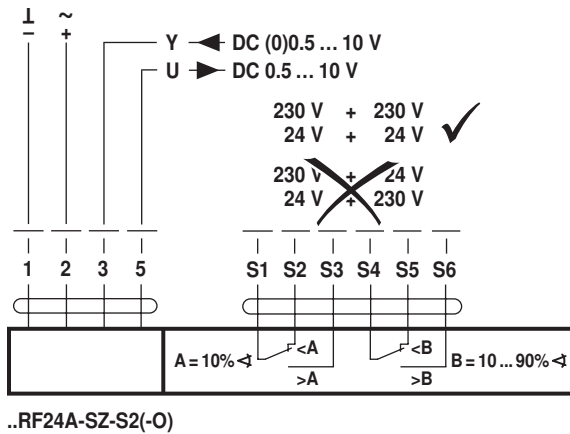 ⊥ ~
– +
Y DC (0)0.5 ... 10 V
U DC 0.5 ... 10 V
230 V + 230 V
24 V + 24 V
230 V + 24 V
24 V + 230 V
1 2 3 5 S1 S2 S3 S4 S5 S6
A = 10% ∢ <A <B B = 10 ... 90% ∢
>A >B
..RF24A-SZ-S2(-O)